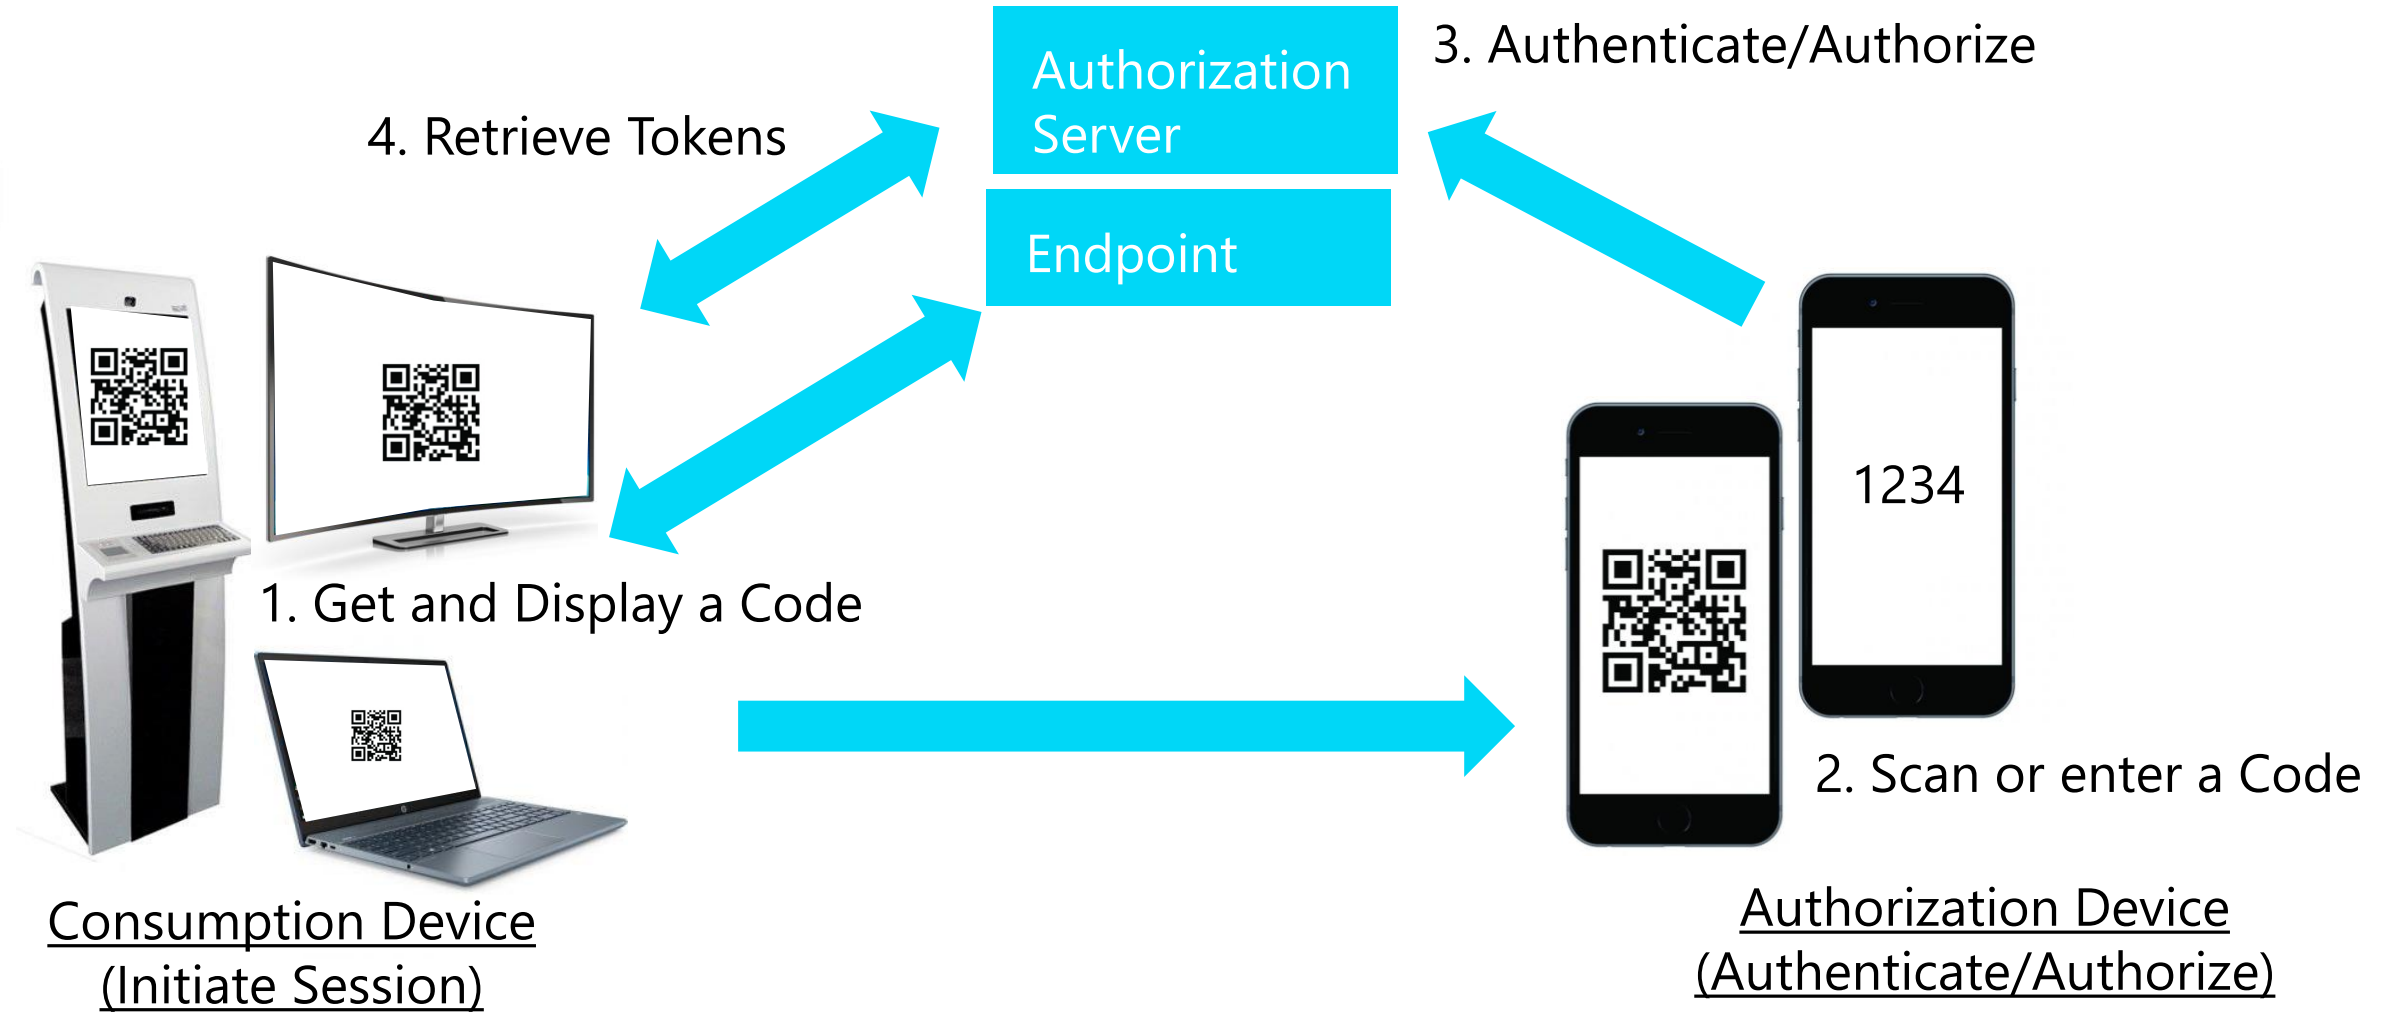 Authorization
Server
3. Authenticate/Authorize
4. Retrieve Tokens
Endpoint
1234
1. Get and Display a Code
2. Scan or enter a Code
Consumption Device
(Initiate Session)
Authorization Device
(Authenticate/Authorize)